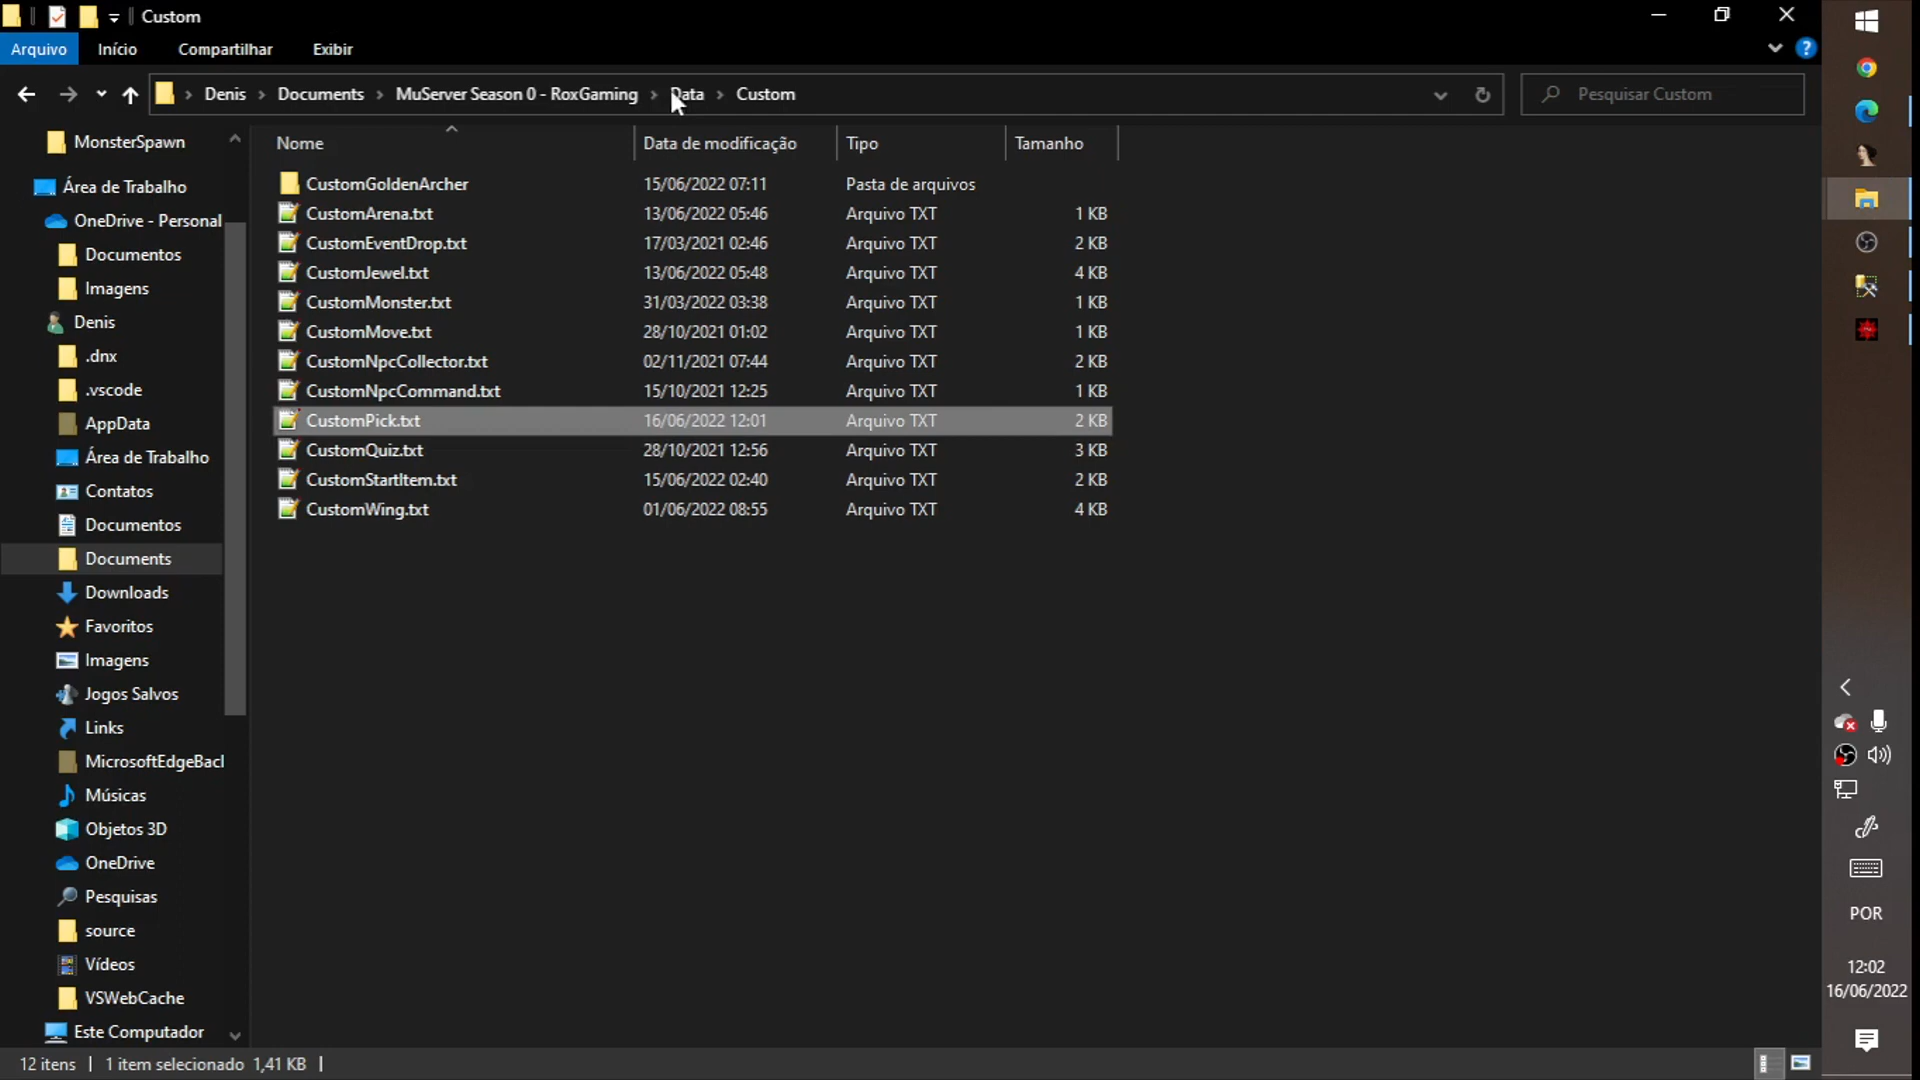 Custom
Arquivo Início Compartilhar Exibir
Denis Documents MuServer Season 0 - RoxGaming Data Custom Pesquisar Custom
Nome Data de modificação Tipo Tamanho
CustomGoldenArcher 15/06/2022 07:11 Pasta de arquivos
CustomArena.txt 13/06/2022 05:46 Arquivo TXT 1 KB
CustomEventDrop.txt 17/03/2021 02:46 Arquivo TXT 2 KB
CustomJewel.txt 13/06/2022 05:48 Arquivo TXT 4 KB
CustomMonster.txt 31/03/2022 03:38 Arquivo TXT 1 KB
CustomMove.txt 28/10/2021 01:02 Arquivo TXT 1 KB
CustomNpcCollector.txt 02/11/2021 07:44 Arquivo TXT 2 KB
CustomNpcCommand.txt 15/10/2021 12:25 Arquivo TXT 1 KB
CustomPick.txt 16/06/2022 12:01 Arquivo TXT 2 KB
CustomQuiz.txt 28/10/2021 12:56 Arquivo TXT 3 KB
CustomStartItem.txt 15/06/2022 02:40 Arquivo TXT 2 KB
CustomWing.txt 01/06/2022 08:55 Arquivo TXT 4 KB
MonsterSpawn
Área de Trabalho
OneDrive - Personal
Documentos
Imagens
Denis
.dnx
.vscode
AppData
Área de Trabalho
Contatos
Documentos
Documents
Downloads
Favoritos
Imagens
Jogos Salvos
Links
MicrosoftEdgeBacl
Músicas
Objetos 3D
OneDrive
Pesquisas
source
Vídeos
VSWebCache
Este Computador
12 itens 1 item selecionado 1,41 KB
POR
12:02
16/06/2022